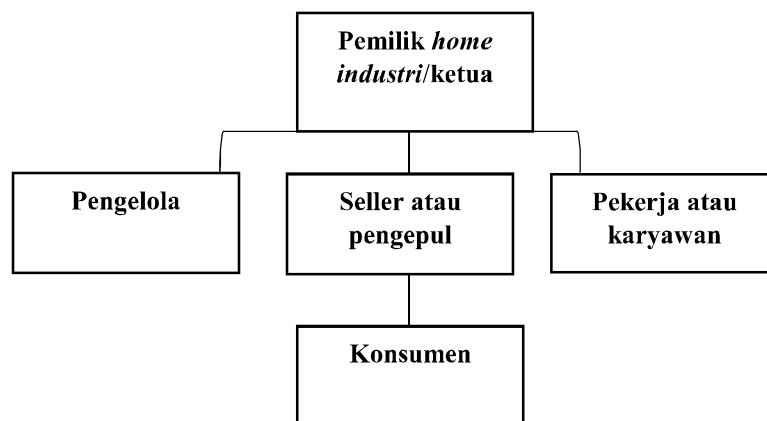 Pemilik home
industri/ketua
Pengelola
Seller atau
pengepul
Pekerja atau
karyawan
Konsumen